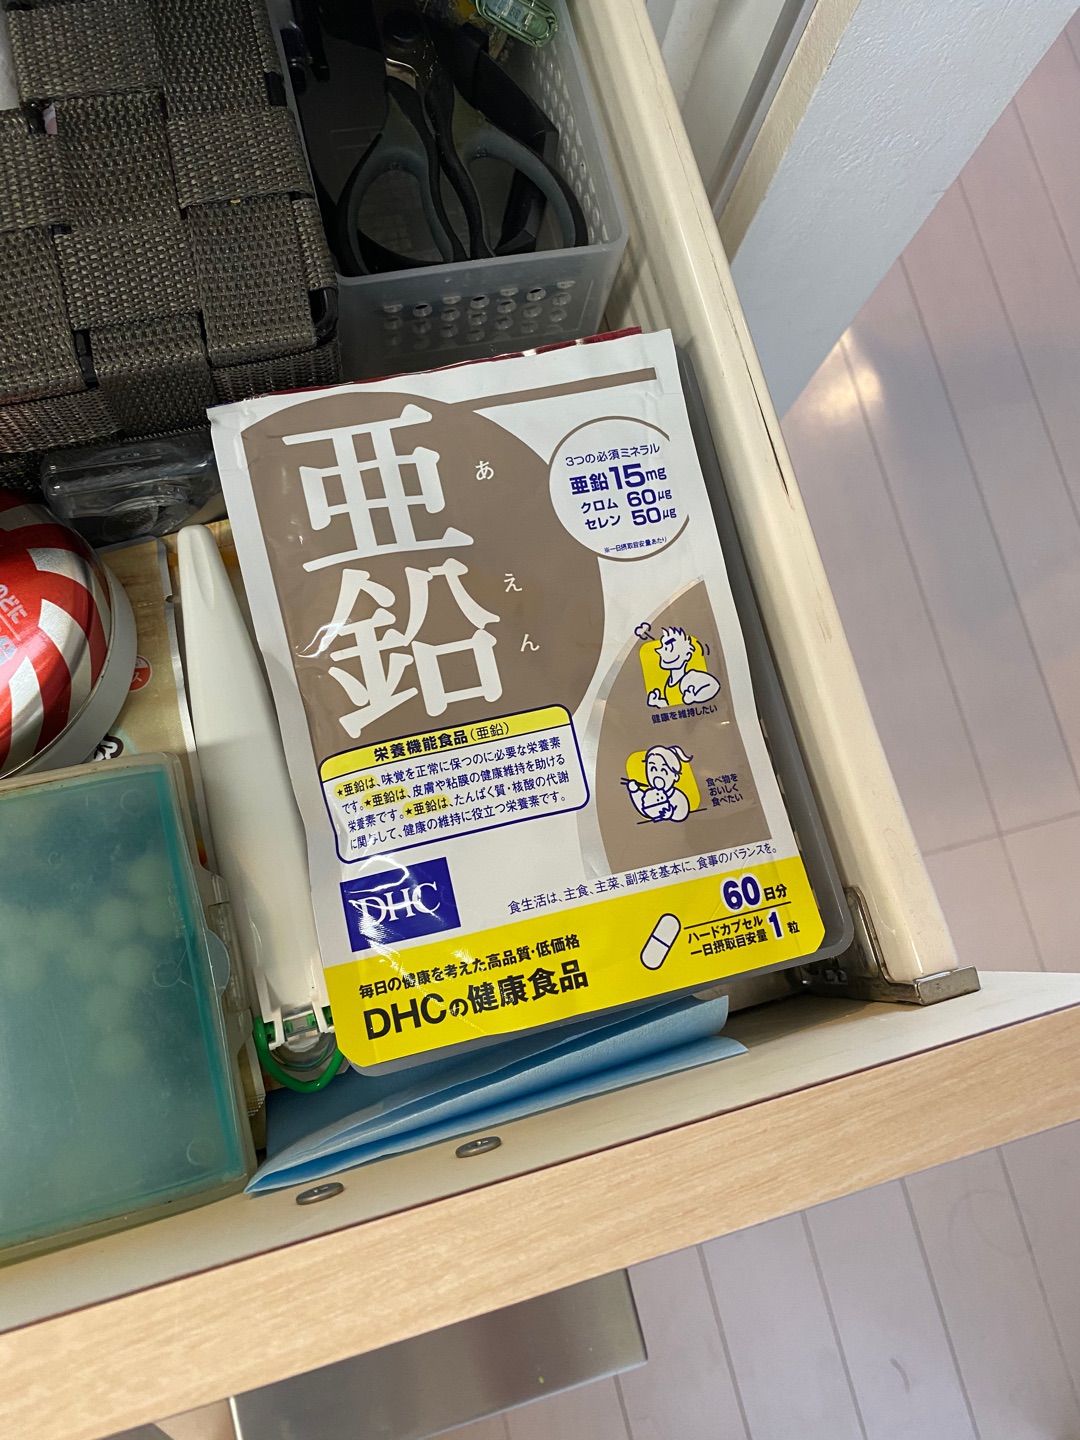 亜鉛
あえん
3つの必須ミネラル
亜鉛 15mg
クロム 60μg
セレン 50μg
※一日摂取目安量あたり
健康を維持したい
食べ物を
おいしく
食べたい
栄養機能食品(亜鉛)
★亜鉛は、味覚を正常に保つのに必要な栄養素
です。★亜鉛は、皮膚や粘膜の健康維持を助ける
栄養素です。★亜鉛は、たんぱく質・核酸の代謝
に関与して、健康の維持に役立つ栄養素です。
DHC
食生活は、主食、主菜、副菜を基本に、食事のバランスを。
60日分
ハードカプセル
一日摂取目安量 1粒
毎日の健康を考えた高品質・低価格
DHCの健康食品
のどに